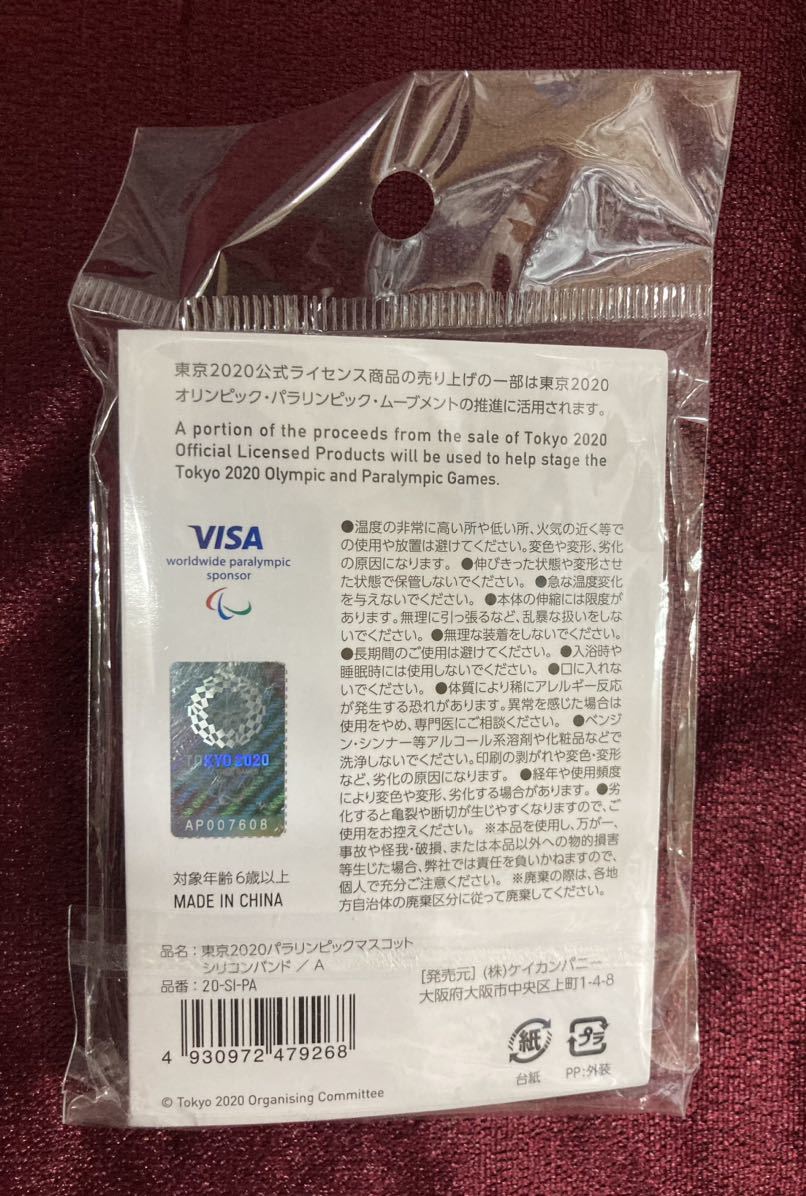 東京2020公式ライセンス商品の売り上げの一部は東京2020
オリンピック・パラリンピック・ムーブメントの推進に活用されます。
A portion of the proceeds from the sale of Tokyo 2020
Official Licensed Products will be used to help stage the
Tokyo 2020 Olympic and Paralympic Games.
VISA
worldwide paralympic
sponsor
TOKYO 2020
AP007608
対象年齢6歳以上
MADE IN CHINA
●温度の非常に高い所や低い所、火気の近く等で
の使用や放置は避けてください。変色や変形、劣化
の原因になります。 ●伸びきった状態や変形させ
た状態で保管しないでください。 ●急な温度変化
を与えないでください。 ●本体の伸縮には限度が
あります。無理に引っ張るなど、乱暴な扱いをしな
いでください。 ●無理な装着をしないでください。
●長期間のご使用は避けてください。 ●入浴時や
睡眠時には使用しないでください。 ●口に入れな
いでください。 ●体質により稀にアレルギー反応
が発生する恐れがあります。異常を感じた場合は
使用をやめ、専門医にご相談ください。 ●ベンジ
ン・シンナー等アルコール系溶剤や化粧品などで
洗浄しないでください。印刷の剥がれや変色・変形
など、劣化の原因になります。 ●経年や使用頻度
により変色や変形、劣化する場合があります。 ●劣
化すると亀裂や断切が生じやすくなりますので、ご
使用をお控えください。 ※本品を使用し、万が一、
事故や怪我・破損、または本品以外への物的損害
等生じた場合、弊社では責任を負いかねますので、
個人で充分ご注意ください。 ※廃棄の際は、各地
方自治体の廃棄区分に従って廃棄してください。
品名：東京2020パラリンピックマスコット
シリコンバンド／A
品番：20-SI-PA
[発売元] (株)ケイカンパニー
大阪府大阪市中央区上町1-4-8
4 930972 479268
紙
台紙
プラ
PP:外装
© Tokyo 2020 Organising Committee